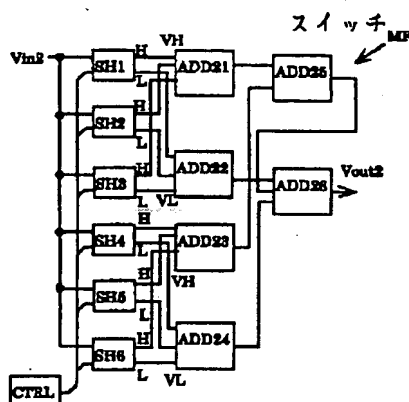 スイッチ
MF
Vin2
SH1
H
L
VH
ADD21
ADD25
SH2
H
L
SH3
H
L
VL
ADD22
ADD26
Vout2
SH4
H
L
ADD23
SH5
H
L
VH
SH6
H
L
VL
ADD24
CTRL